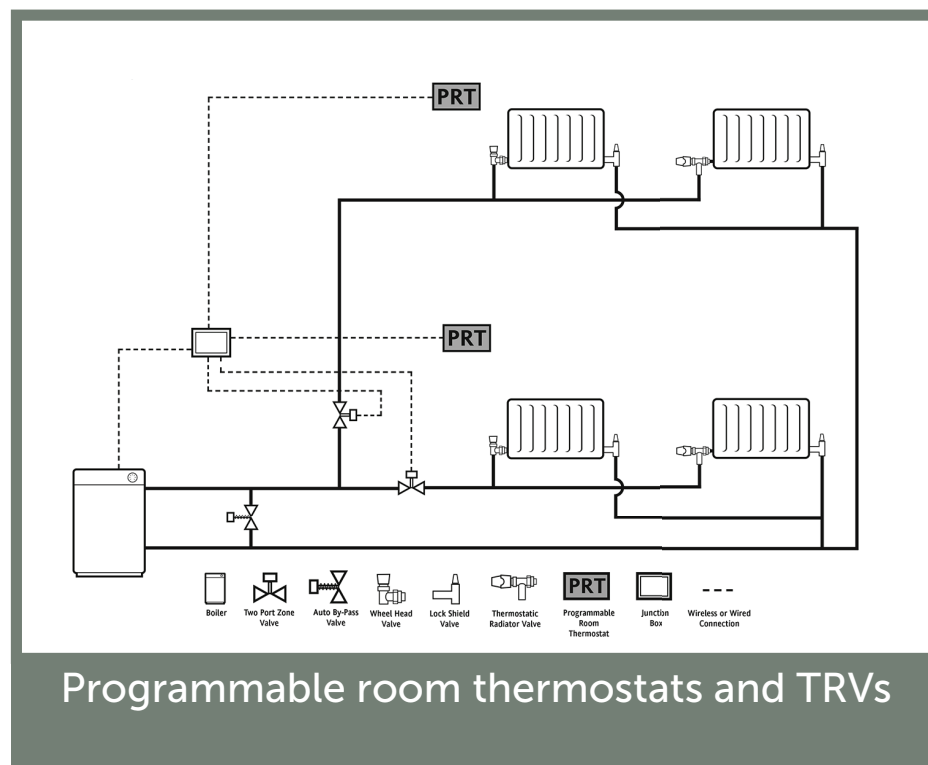 PRT
PRT
Boiler
Two Port Zone
Valve
Auto By-Pass
Valve
Wheel Head
Valve
Lock Shield
Valve
Thermostatic
Radiator Valve
PRT
Programmable
Room
Thermostat
Junction
Box
Wireless or Wired
Connection
Programmable room thermostats and TRVs